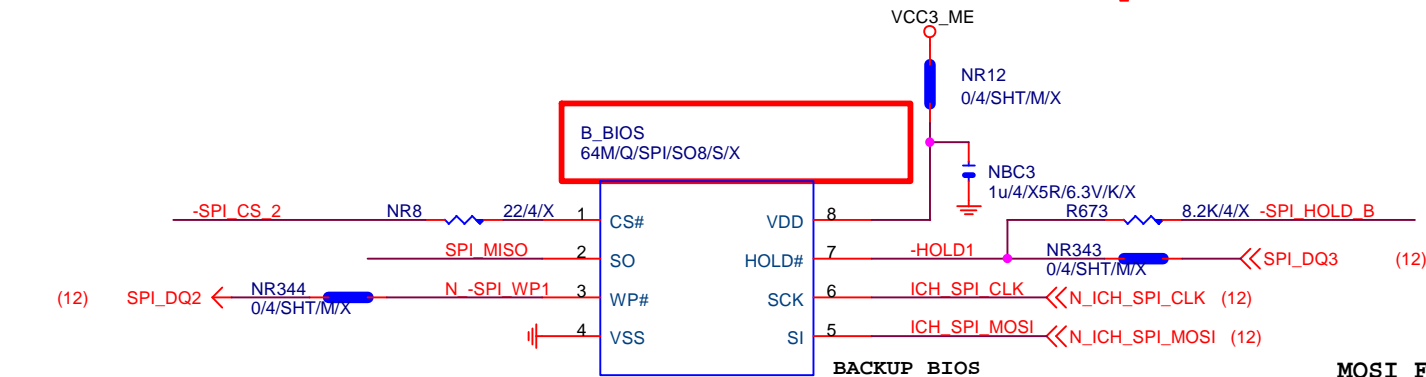 VCC3_ME
NR12
0/4/SHT/M/X
B_BIOS
64M/Q/SPI/SO8/S/X
NBC3
1u/4/X5R/6.3V/K/X
-SPI_CS_2 NR8 22/4/X 1 CS# VDD 8 R673 8.2K/4/X -SPI_HOLD_B
SPI_MISO 2 SO HOLD# 7 -HOLD1 NR343 SPI_DQ3 (12)
0/4/SHT/M/X
(12) SPI_DQ2 NR344 N_-SPI_WP1 3 WP# SCK 6 ICH_SPI_CLK N_ICH_SPI_CLK (12)
0/4/SHT/M/X
4 VSS SI 5 ICH_SPI_MOSI N_ICH_SPI_MOSI (12)
BACKUP BIOS MOSI